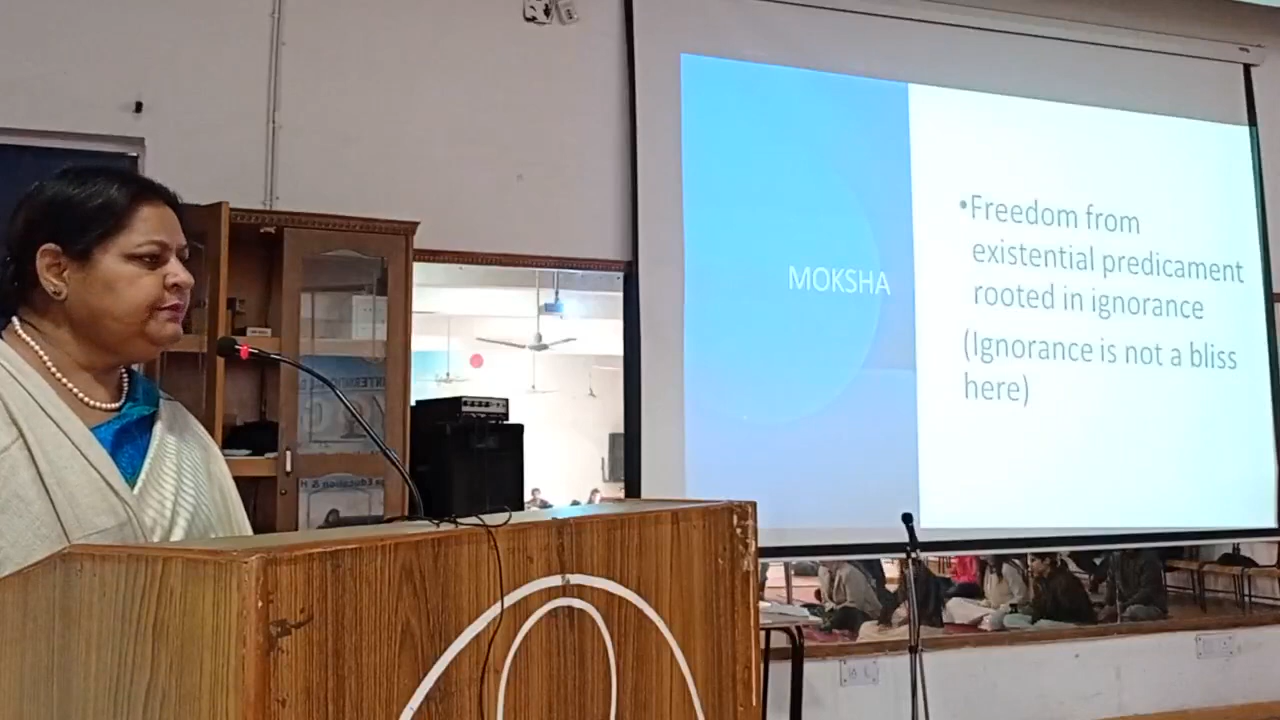 MOKSHA
•Freedom from
existential predicament
rooted in ignorance
(Ignorance is not a bliss
here)